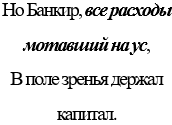 Но Банкир, все расходы
мотавший на ус,
В поле зренья держал
капитал.